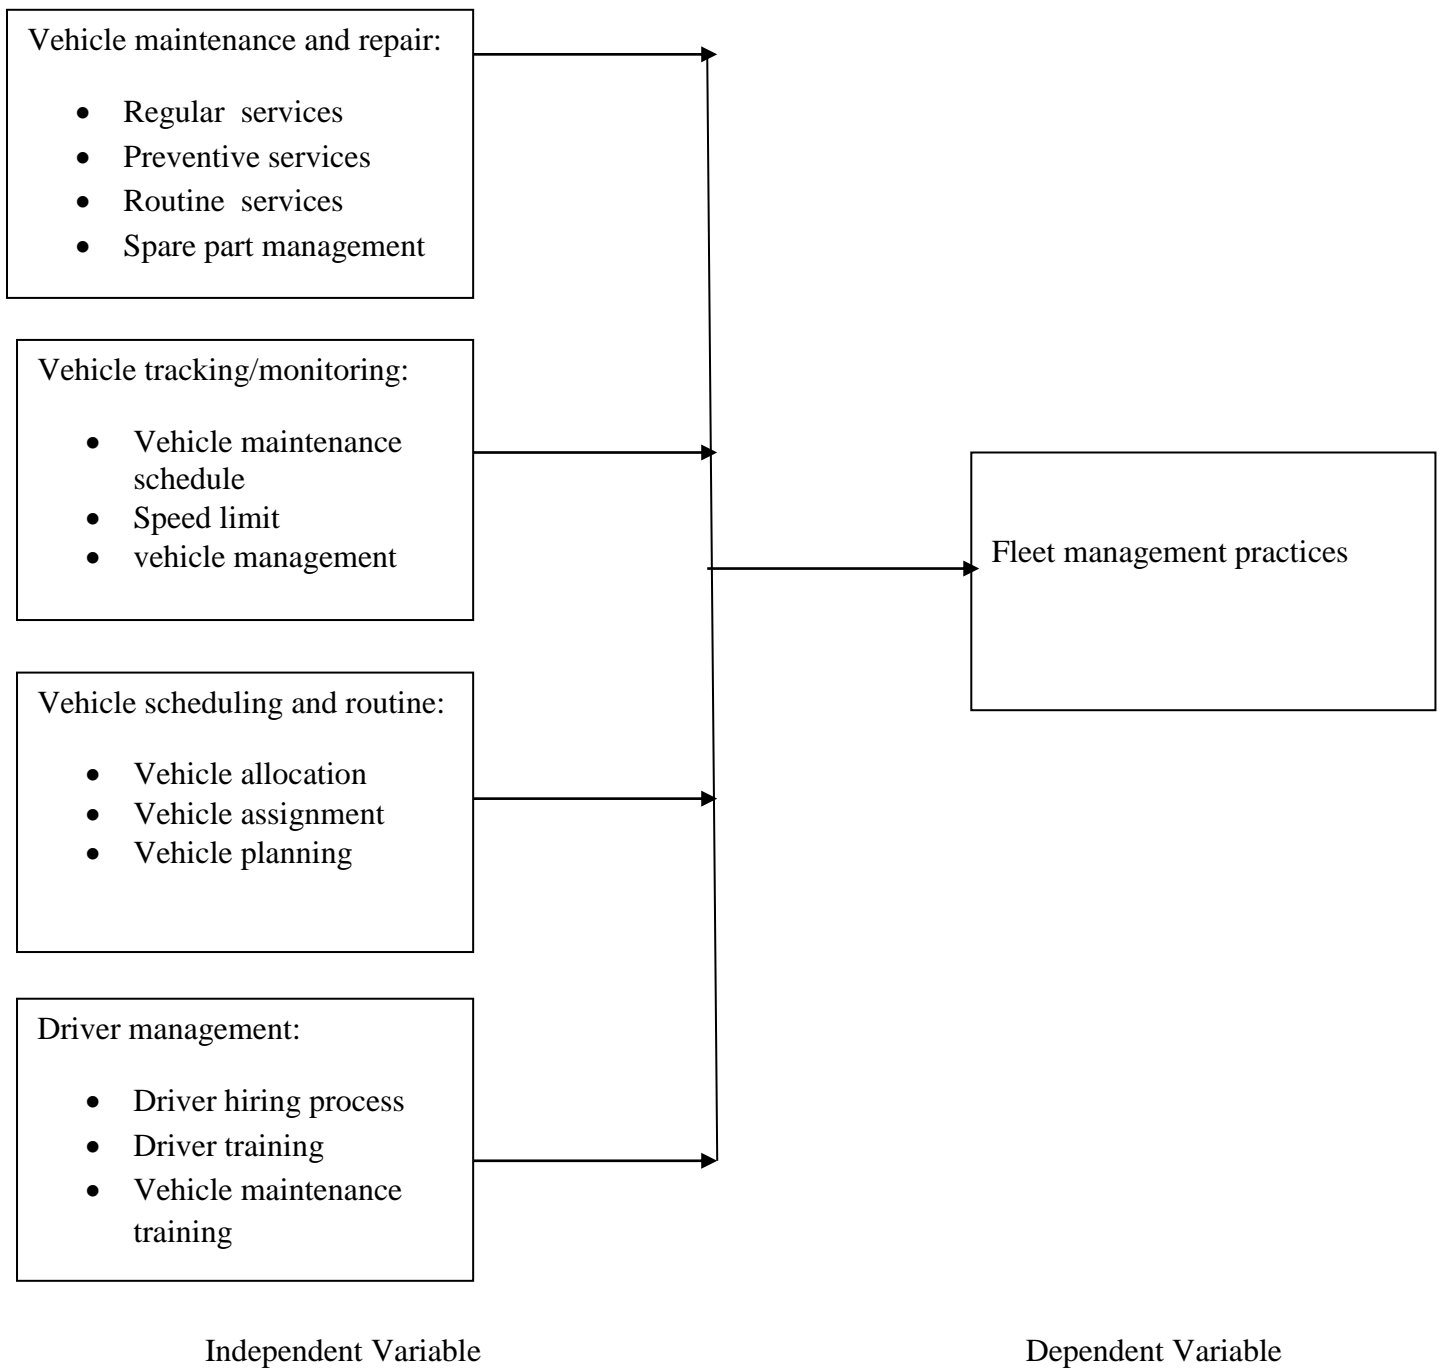 Vehicle maintenance and repair:
• Regular services
• Preventive services
• Routine services
• Spare part management
Vehicle tracking/monitoring:
• Vehicle maintenance
schedule
• Speed limit
• vehicle management
Fleet management practices
Vehicle scheduling and routine:
• Vehicle allocation
• Vehicle assignment
• Vehicle planning
Driver management:
• Driver hiring process
• Driver training
• Vehicle maintenance
training
Independent Variable
Dependent Variable